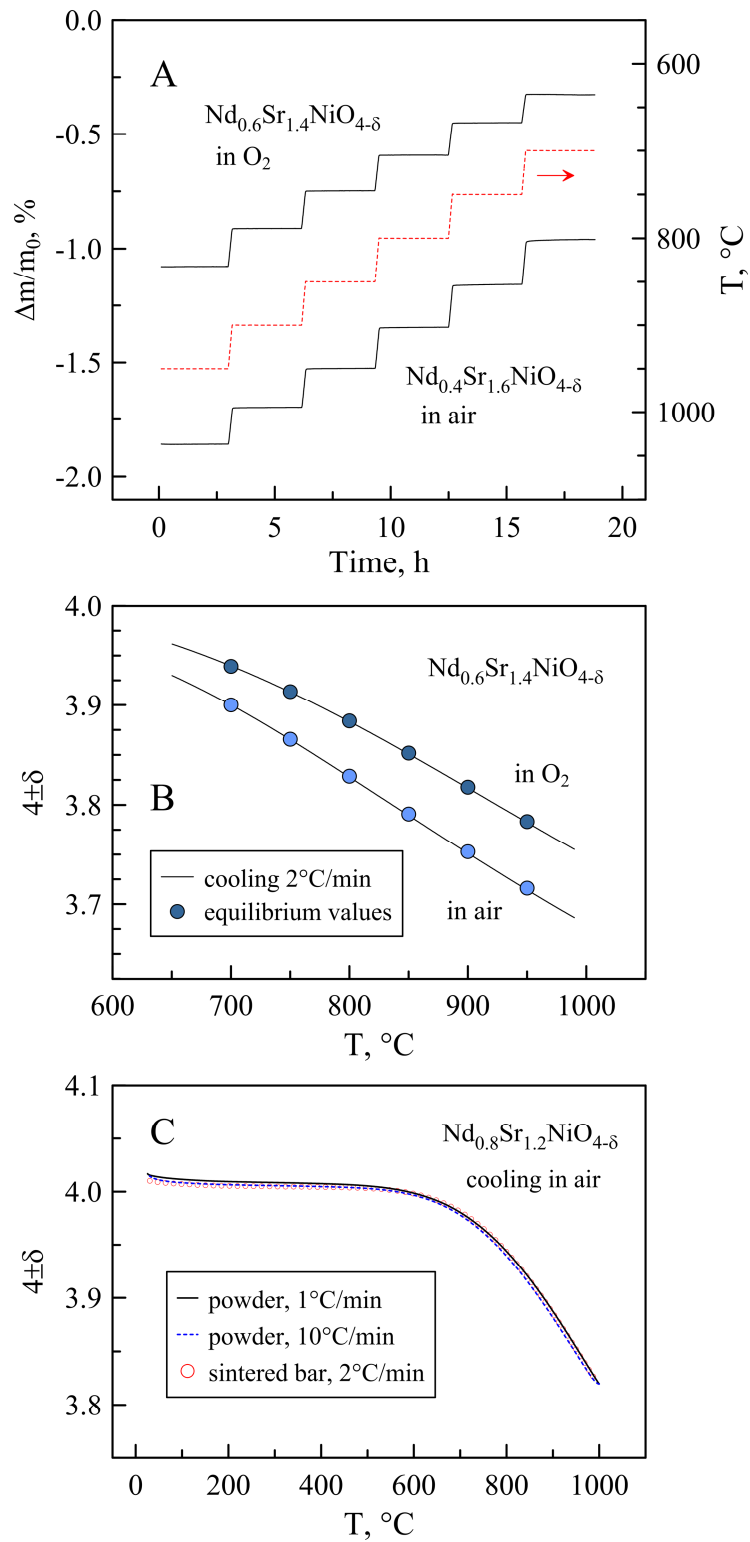 A
Nd0.6Sr1.4NiO4-δ
in O2
Nd0.4Sr1.6NiO4-δ
in air
0.0
-0.5
-1.0
-1.5
-2.0
Δm/m0, %
600
800
1000
T, °C
0 5 10 15 20
Time, h
B
Nd0.6Sr1.4NiO4-δ
in O2
in air
cooling 2°C/min
equilibrium values
4.0
3.9
3.8
3.7
4±δ
600 700 800 900 1000
T, °C
C
Nd0.8Sr1.2NiO4-δ
cooling in air
powder, 1°C/min
powder, 10°C/min
sintered bar, 2°C/min
4.1
4.0
3.9
3.8
4±δ
0 200 400 600 800 1000
T, °C